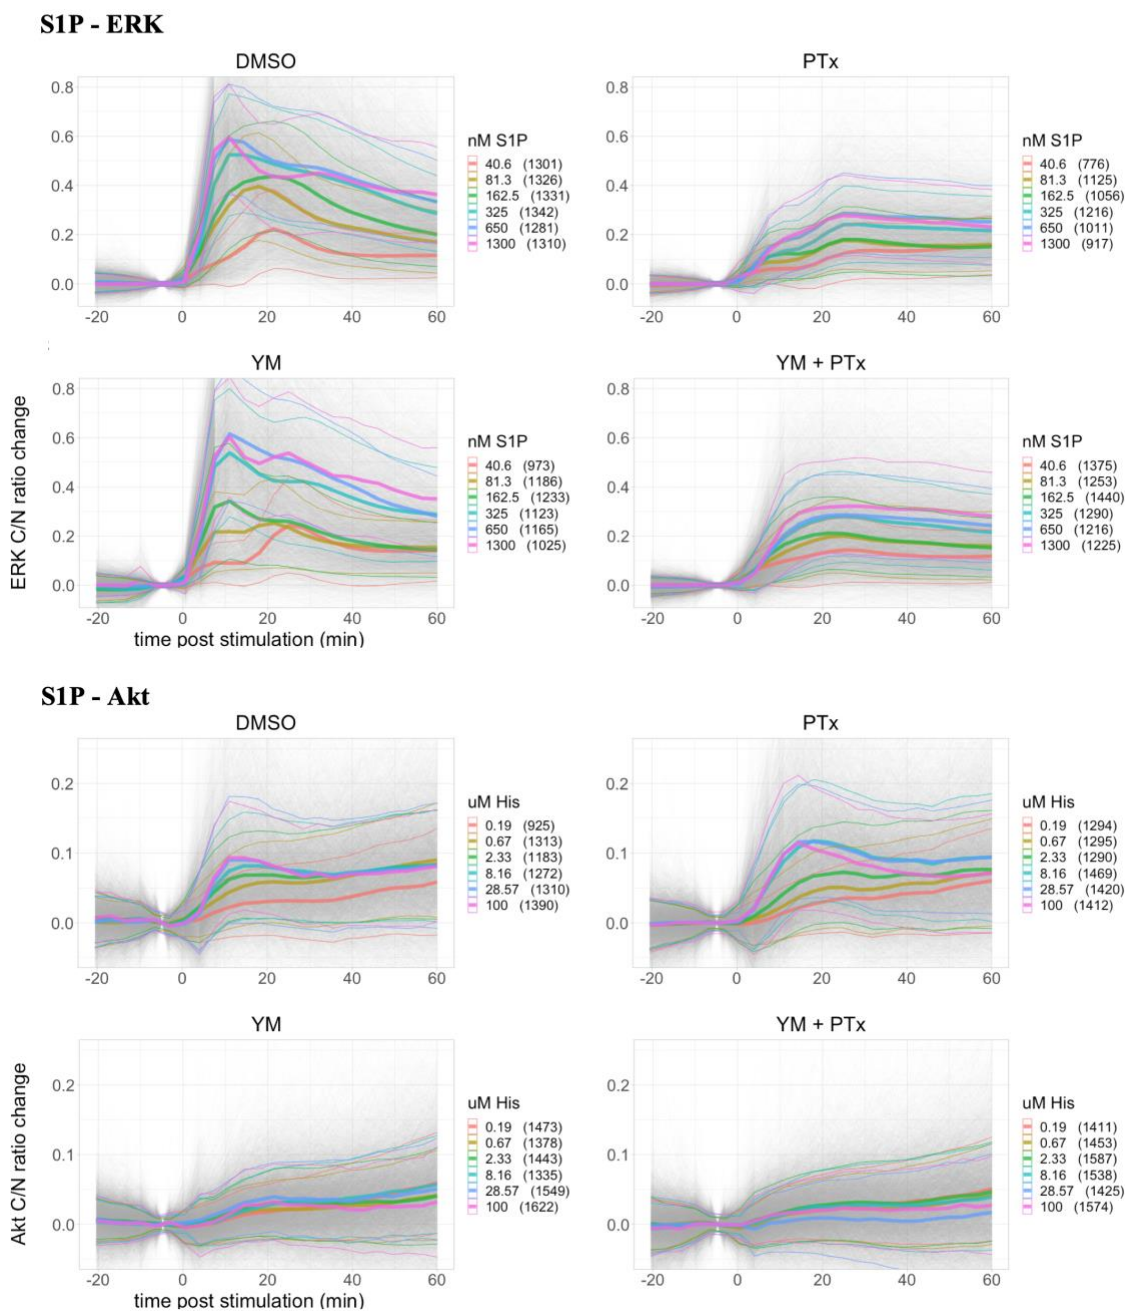 S1P - ERK
DMSO
0.8
0.6
0.4
0.2
0.0
-20 0 20 40 60
nM S1P
40.6 (1301)
81.3 (1326)
162.5 (1331)
325 (1342)
650 (1281)
1300 (1310)
PTx
0.8
0.6
0.4
0.2
0.0
-20 0 20 40 60
nM S1P
40.6 (776)
81.3 (1125)
162.5 (1056)
325 (1216)
650 (1011)
1300 (917)
ERK C/N ratio change
YM
0.8
0.6
0.4
0.2
0.0
-20 0 20 40 60
time post stimulation (min)
nM S1P
40.6 (973)
81.3 (1186)
162.5 (1233)
325 (1123)
650 (1165)
1300 (1025)
YM + PTx
0.8
0.6
0.4
0.2
0.0
-20 0 20 40 60
nM S1P
40.6 (1375)
81.3 (1253)
162.5 (1440)
325 (1290)
650 (1216)
1300 (1225)
S1P - Akt
DMSO
0.2
0.1
0.0
-20 0 20 40 60
uM His
0.19 (925)
0.67 (1313)
2.33 (1183)
8.16 (1272)
28.57 (1310)
100 (1390)
PTx
0.2
0.1
0.0
-20 0 20 40 60
uM His
0.19 (1294)
0.67 (1295)
2.33 (1290)
8.16 (1469)
28.57 (1420)
100 (1412)
Akt C/N ratio change
YM
0.2
0.1
0.0
-20 0 20 40 60
time post stimulation (min)
uM His
0.19 (1473)
0.67 (1378)
2.33 (1443)
8.16 (1335)
28.57 (1549)
100 (1622)
YM + PTx
0.2
0.1
0.0
-20 0 20 40 60
uM His
0.19 (1411)
0.67 (1453)
2.33 (1587)
8.16 (1538)
28.57 (1425)
100 (1574)